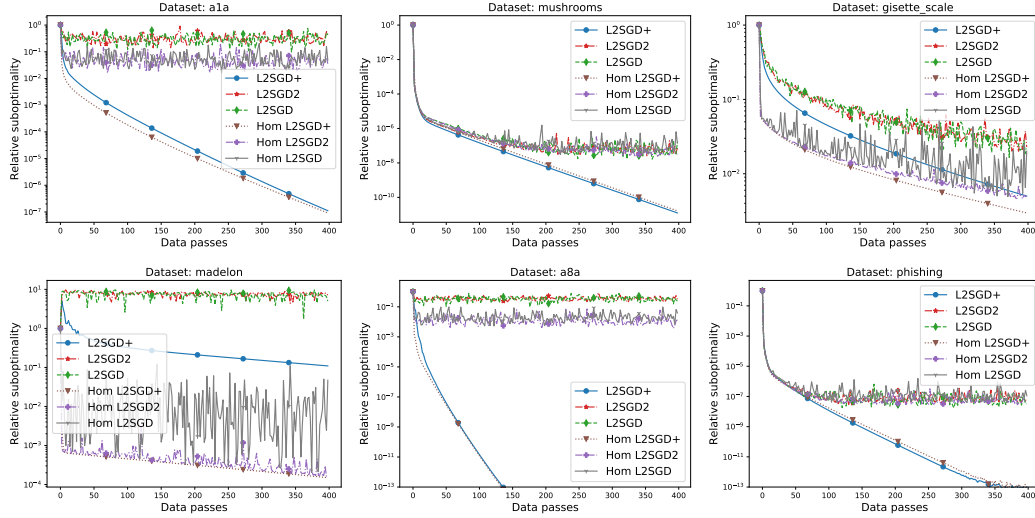 Dataset: a1a
Relative suboptimality
10^0
10^-1
10^-2
10^-3
10^-4
10^-5
10^-6
10^-7
0 50 100 150 200 250 300 350 400
Data passes
L2SGD+
L2SGD2
L2SGD
Hom L2SGD+
Hom L2SGD2
Hom L2SGD
Dataset: mushrooms
Relative suboptimality
10^0
10^-2
10^-4
10^-6
10^-8
10^-10
0 50 100 150 200 250 300 350 400
Data passes
L2SGD+
L2SGD2
L2SGD
Hom L2SGD+
Hom L2SGD2
Hom L2SGD
Dataset: gisette_scale
Relative suboptimality
10^0
10^-1
10^-2
0 50 100 150 200 250 300 350 400
Data passes
L2SGD+
L2SGD2
L2SGD
Hom L2SGD+
Hom L2SGD2
Hom L2SGD
Dataset: madelon
Relative suboptimality
10^1
10^0
10^-1
10^-2
10^-3
10^-4
0 50 100 150 200 250 300 350 400
Data passes
L2SGD+
L2SGD2
L2SGD
Hom L2SGD+
Hom L2SGD2
Hom L2SGD
Dataset: a8a
Relative suboptimality
10^-1
10^-3
10^-5
10^-7
10^-9
10^-11
10^-13
0 50 100 150 200 250 300 350 400
Data passes
L2SGD+
L2SGD2
L2SGD
Hom L2SGD+
Hom L2SGD2
Hom L2SGD
Dataset: phishing
Relative suboptimality
10^-1
10^-3
10^-5
10^-7
10^-9
10^-11
10^-13
0 50 100 150 200 250 300 350 400
Data passes
L2SGD+
L2SGD2
L2SGD
Hom L2SGD+
Hom L2SGD2
Hom L2SGD